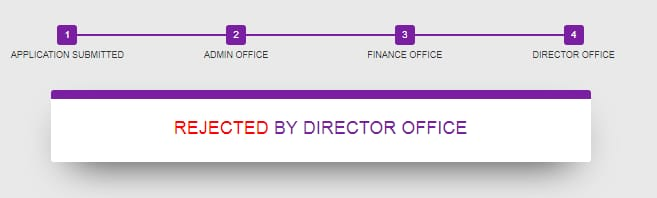 1 2 3 4
APPLICATION SUBMITTED ADMIN OFFICE FINANCE OFFICE DIRECTOR OFFICE
REJECTED BY DIRECTOR OFFICE